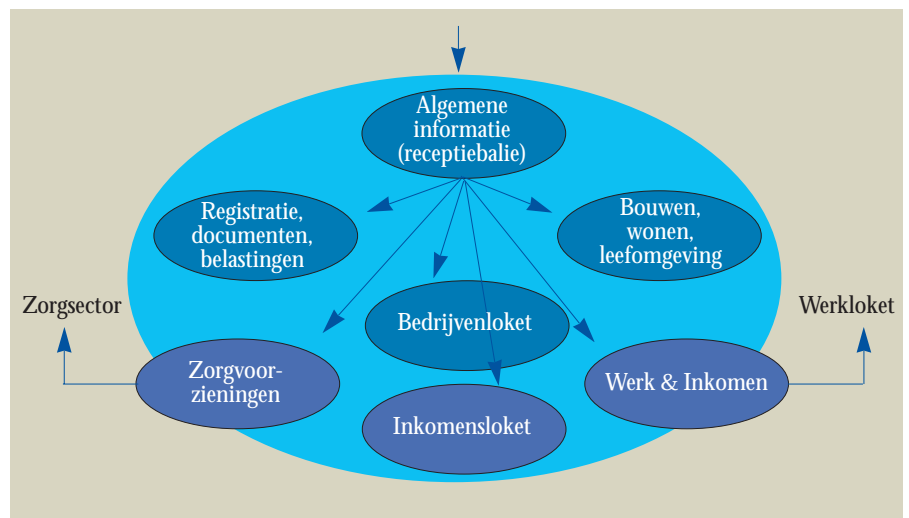 Algemene
informatie
(receptiebalie)
Registratie,
documenten,
belastingen
Bouwen,
wonen,
leefomgeving
Zorgsector
Bedrijvenloket
Werkloket
Zorgvoor-
zieningen
Inkomensloket
Werk & Inkomen